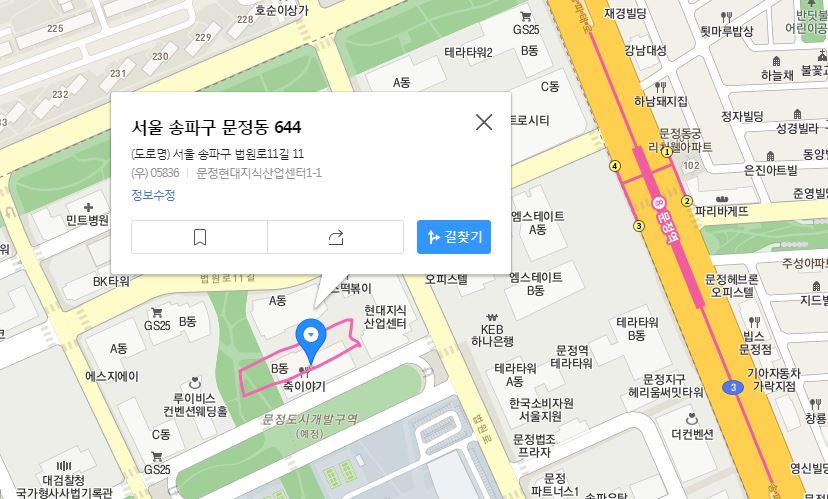 호순이상가
229
228
225
230
231
232
233
재경빌딩
GS25
B동
테라타워2
A동
C동
강남대성
뒷마루밥상
반딧불
어린이공
하늘채
불꽃고
하남돼지집
정자빌딩
성경빌라
문정동궁
리치웰아파트
102
동양
은진아트빌
준영빌딩
파리바게뜨
1
4
2
3
8 문정역
서울 송파구 문정동 644
(도로명) 서울 송파구 법원로11길 11
(우) 05836 | 문정현대지식산업센터1-1
정보수정
길찾기
민트병원
BK타워
법원로11길
엠스테이트
A동
엠스테이트
B동
오피스텔
주성아파트
문정헤브론
오피스텔
지드빌
A동
떡볶이
현대지식
산업센터
GS25
B동
A동
에스지에이
B동
죽이야기
루이비스
컨벤션웨딩홀
KEB
하나은행
문정역
테라타워
테라타워
B동
빕스
문정점
테라타워
A동
문정지구
헤리움써밋타워
3
기아자동차
가락지점
한국소비자원
서울지원
문정도시개발구역
(예정)
법원로
C동
GS25
문정법조
프라자
더컨벤션
창룡
대검찰청
국가형사사법기록관
문정
파트너스1
송파유탑
영신빌딩